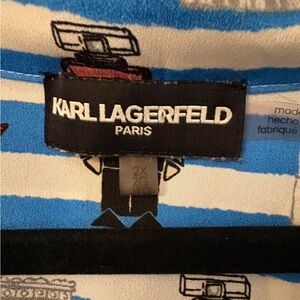 KARL LAGERFELD
PARIS
2X
made
hecho
fabriqué